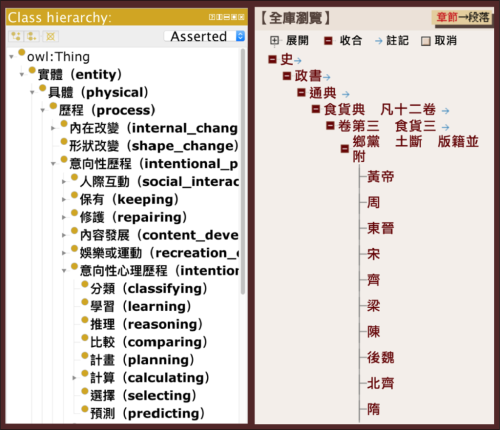 Class hierarchy:
Asserted
owl:Thing
實體 (entity)
具體 (physical)
歷程 (process)
內在改變 (internal_chang
形狀改變 (shape_change)
意向性歷程 (intentional_p
人際互動 (social_interac
保有 (keeping)
修護 (repairing)
內容發展 (content_deve
娛樂或運動 (recreation_o
意向性心理歷程 (intention
分類 (classifying)
學習 (learning)
推理 (reasoning)
比較 (comparing)
計畫 (planning)
計算 (calculating)
選擇 (selecting)
預測 (predicting)
【全庫瀏覽】
章節→段落
展開 收合 →註記 取消
史→
政書→
通典→
食貨典 凡十二卷→
卷第三 食貨三→
鄉黨 土斷 版籍並
附
黃帝
周
東晉
宋
齊
梁
陳
後魏
北齊
隋